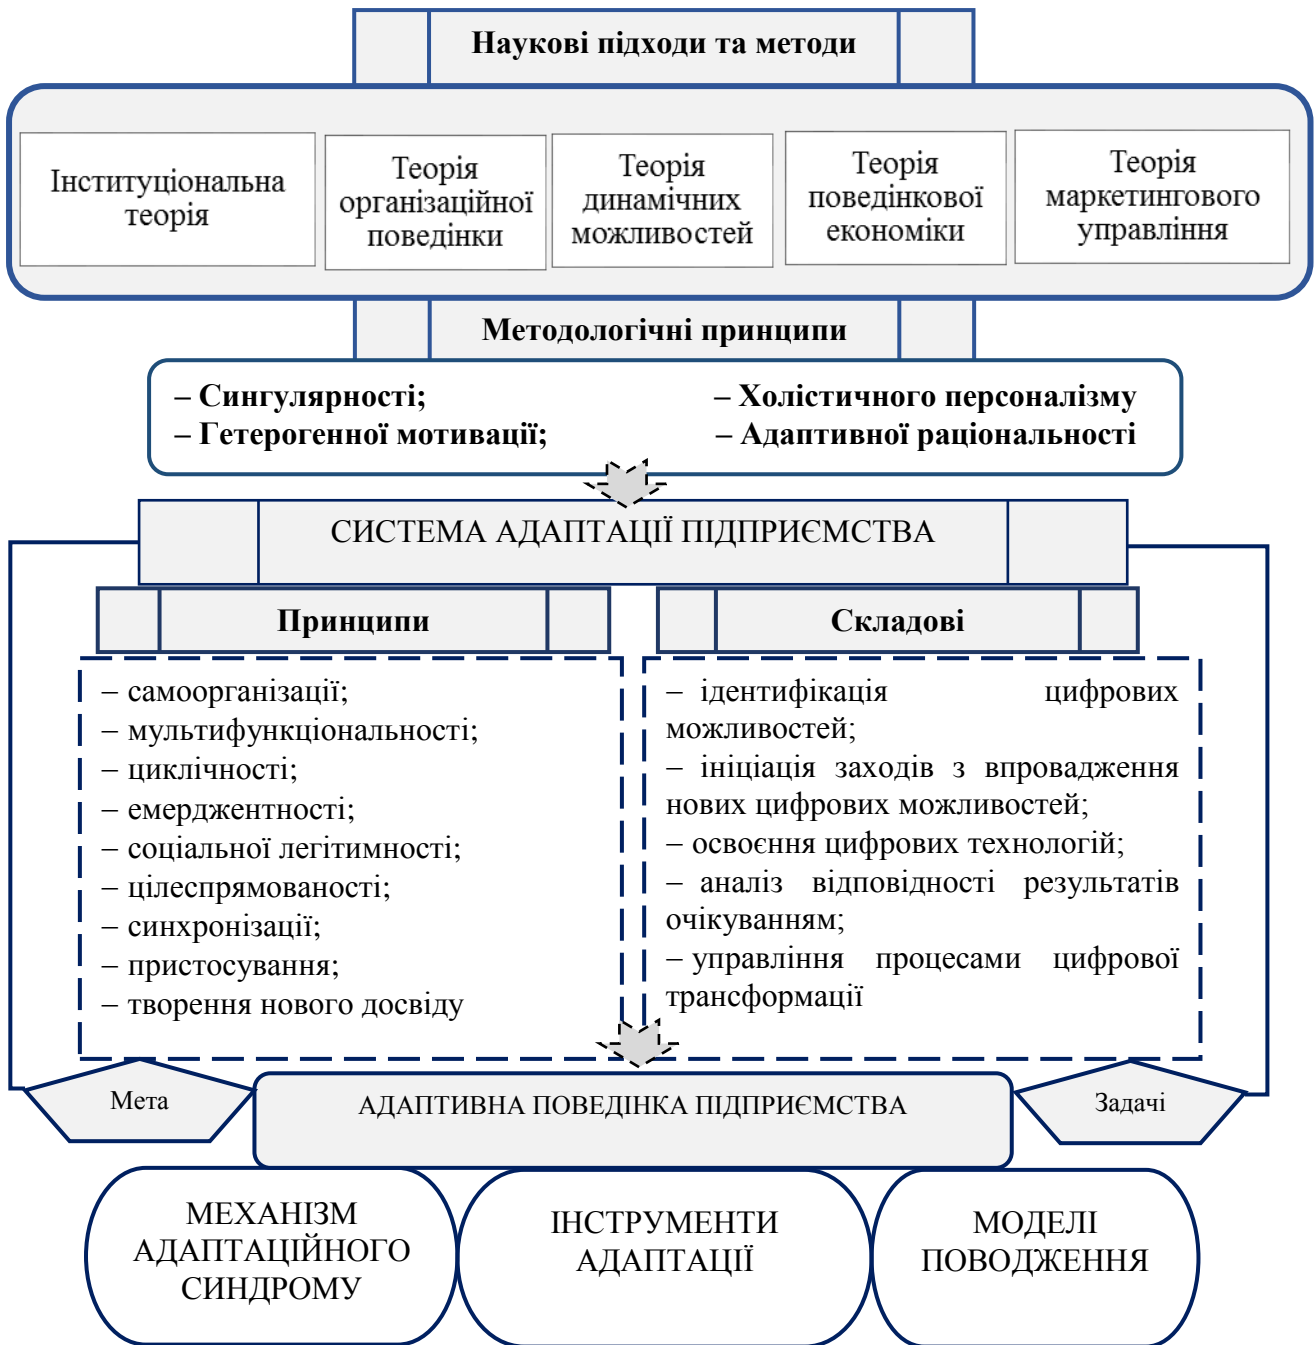 Наукові підходи та методи
Інституціональна
теорія
Теорія
організаційної
поведінки
Теорія
динамічних
можливостей
Теорія
поведінкової
економіки
Теорія
маркетингового
управління
Методологічні принципи
– Сингулярності;
– Гетерогенної мотивації;
– Холістичного персоналізму
– Адаптивної раціональності
СИСТЕМА АДАПТАЦІЇ ПІДПРИЄМСТВА
Принципи
– самоорганізації;
– мультифункціональності;
– циклічності;
– емерджентності;
– соціальної легітимності;
– цілеспрямованості;
– синхронізації;
– пристосування;
– творення нового досвіду
Складові
– ідентифікація цифрових
можливостей;
– ініціація заходів з впровадження
нових цифрових можливостей;
– освоєння цифрових технологій;
– аналіз відповідності результатів
очікуванням;
– управління процесами цифрової
трансформації
Мета
АДАПТИВНА ПОВЕДІНКА ПІДПРИЄМСТВА
Задачі
МЕХАНІЗМ
АДАПТАЦІЙНОГО
СИНДРОМУ
ІНСТРУМЕНТИ
АДАПТАЦІЇ
МОДЕЛІ
ПОВОДЖЕННЯ